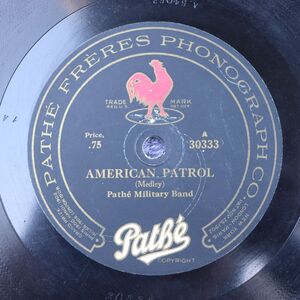 PATHÉ FRÈRES PHONOGRAPH CO.
TRADE MARK
Price, A
.75 30333
AMERICAN PATROL
(Medley)
Pathé Military Band
Pathé
COPYRIGHT